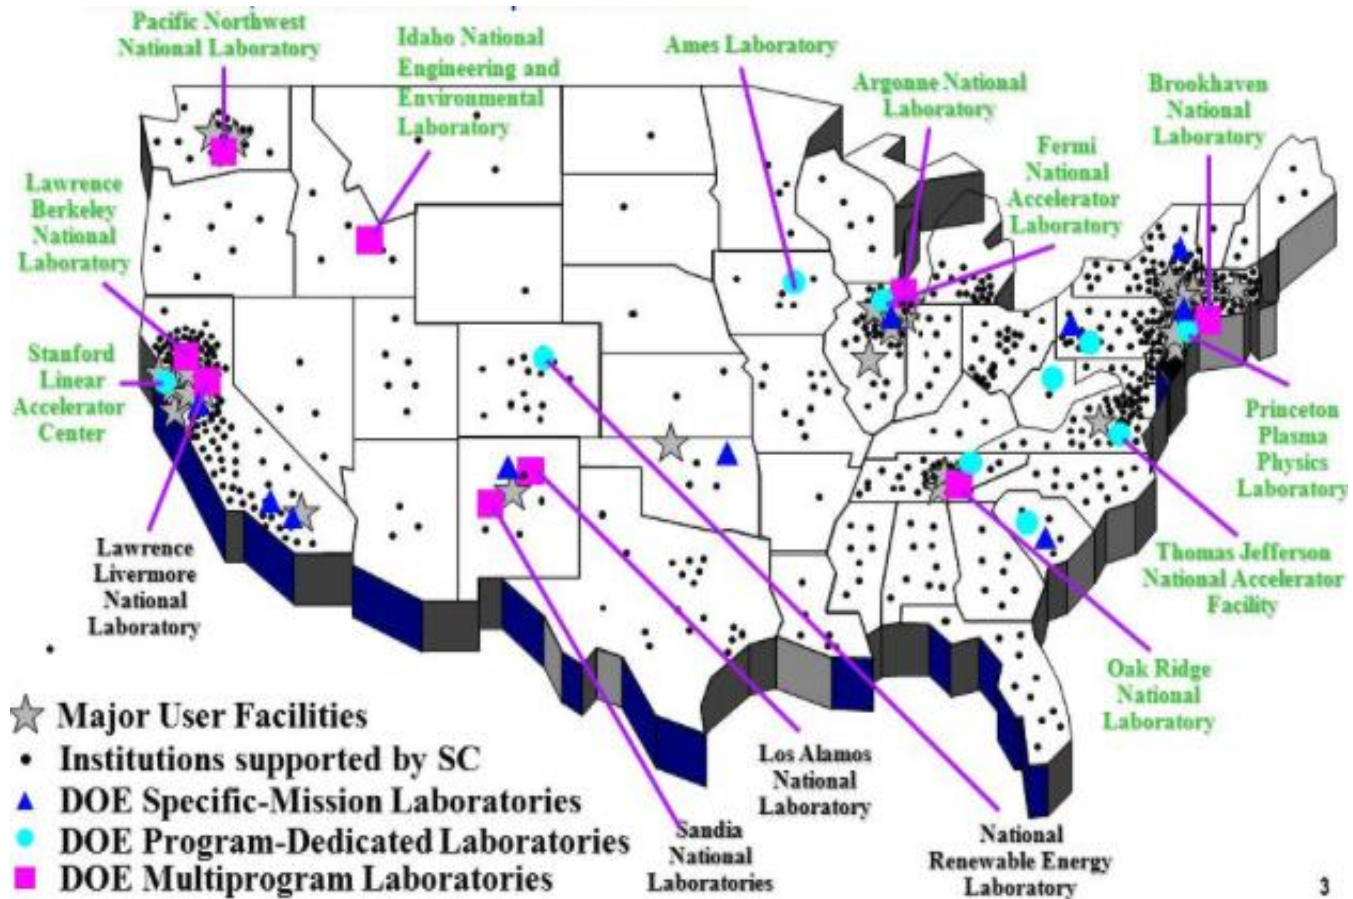 Pacific Northwest
National Laboratory
Idaho National
Engineering and
Environmental
Laboratory
Ames Laboratory
Argonne National
Laboratory
Brookhaven
National
Laboratory
Fermi
National
Accelerator
Laboratory
Lawrence
Berkeley
National
Laboratory
Stanford
Linear
Accelerator
Center
Princeton
Plasma
Physics
Laboratory
Lawrence
Livermore
National
Laboratory
Thomas Jefferson
National Accelerator
Facility
Oak Ridge
National
Laboratory
Los Alamos
National
Laboratory
Sandia
National
Laboratories
National
Renewable Energy
Laboratory
Major User Facilities
Institutions supported by SC
DOE Specific-Mission Laboratories
DOE Program-Dedicated Laboratories
DOE Multiprogram Laboratories
3